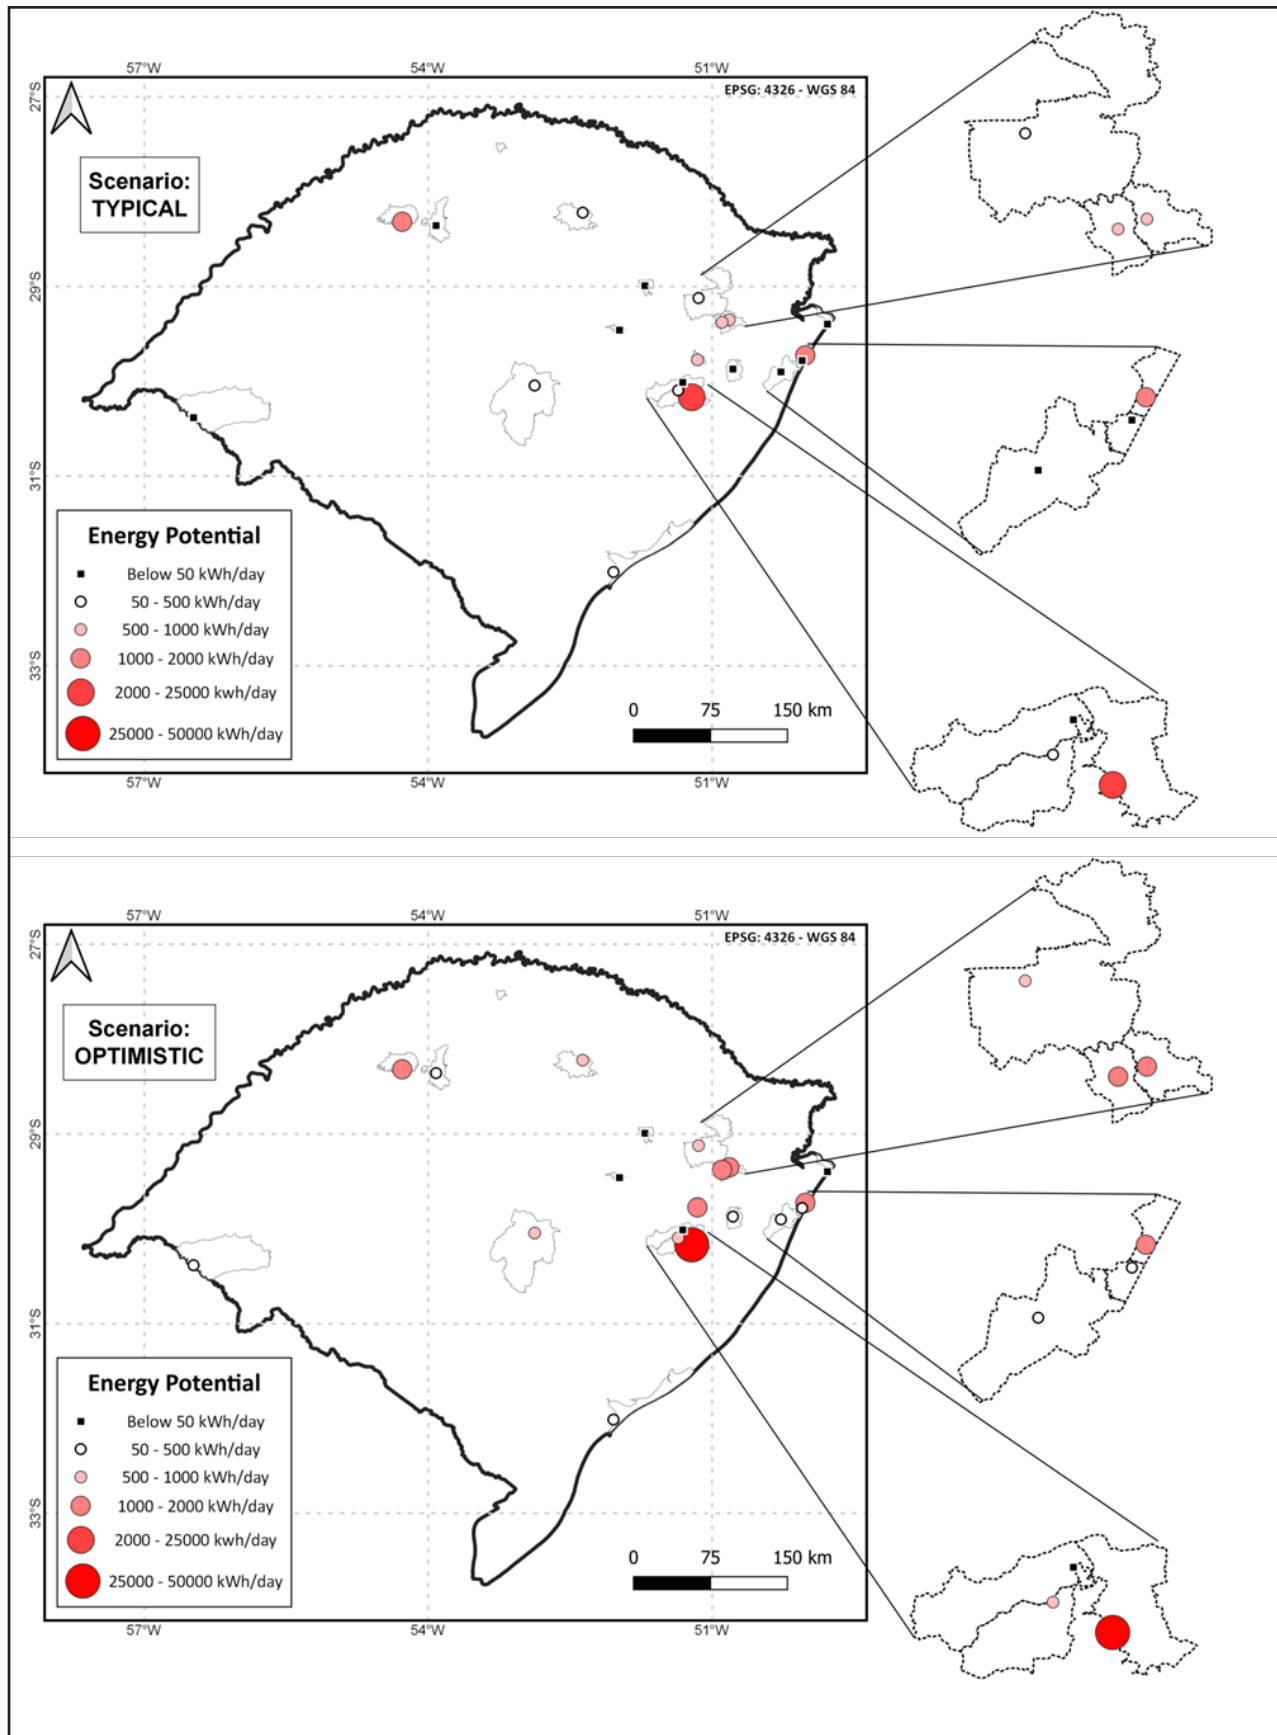 57°W
54°W
51°W
EPSG: 4326 - WGS 84
27°S
Scenario:
TYPICAL
29°S
31°S
Energy Potential
Below 50 kWh/day
50 - 500 kWh/day
500 - 1000 kWh/day
1000 - 2000 kWh/day
2000 - 25000 kwh/day
25000 - 50000 kWh/day
33°S
0
75
150 km
57°W
54°W
51°W
57°W
54°W
51°W
EPSG: 4326 - WGS 84
27°S
Scenario:
OPTIMISTIC
29°S
31°S
Energy Potential
Below 50 kWh/day
50 - 500 kWh/day
500 - 1000 kWh/day
1000 - 2000 kWh/day
2000 - 25000 kwh/day
25000 - 50000 kWh/day
33°S
0
75
150 km
57°W
54°W
51°W